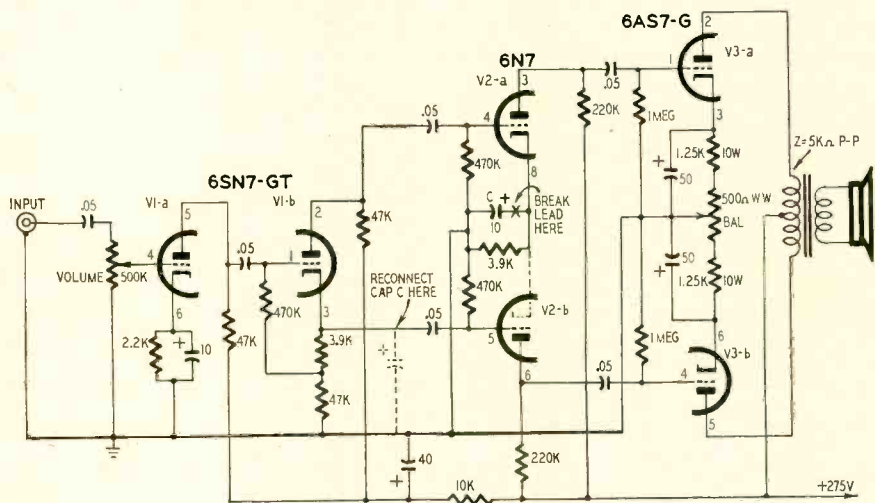 6AS7-G
2
6N7
V3-a
V2-a
3
.05
1
.05
4
220K
1MEG
3
Z=5KΩ P-P
1.25K
10W
+
50
470K
8
6SN7-GT
C +
BREAK
LEAD
HERE
10
500Ω WW
BAL
INPUT
.05
V1-a
5
V1-b
2
47K
3.9K
50
+
10W
1.25K
.05
1
4
VOLUME
500K
RECONNECT
CAP C HERE
470K
V2-b
6
470K
3
.05
5
1MEG
6
2.2K
+
10
47K
3.9K
+
6
.05
4
V3-b
47K
5
40
+
220K
10K
+275V